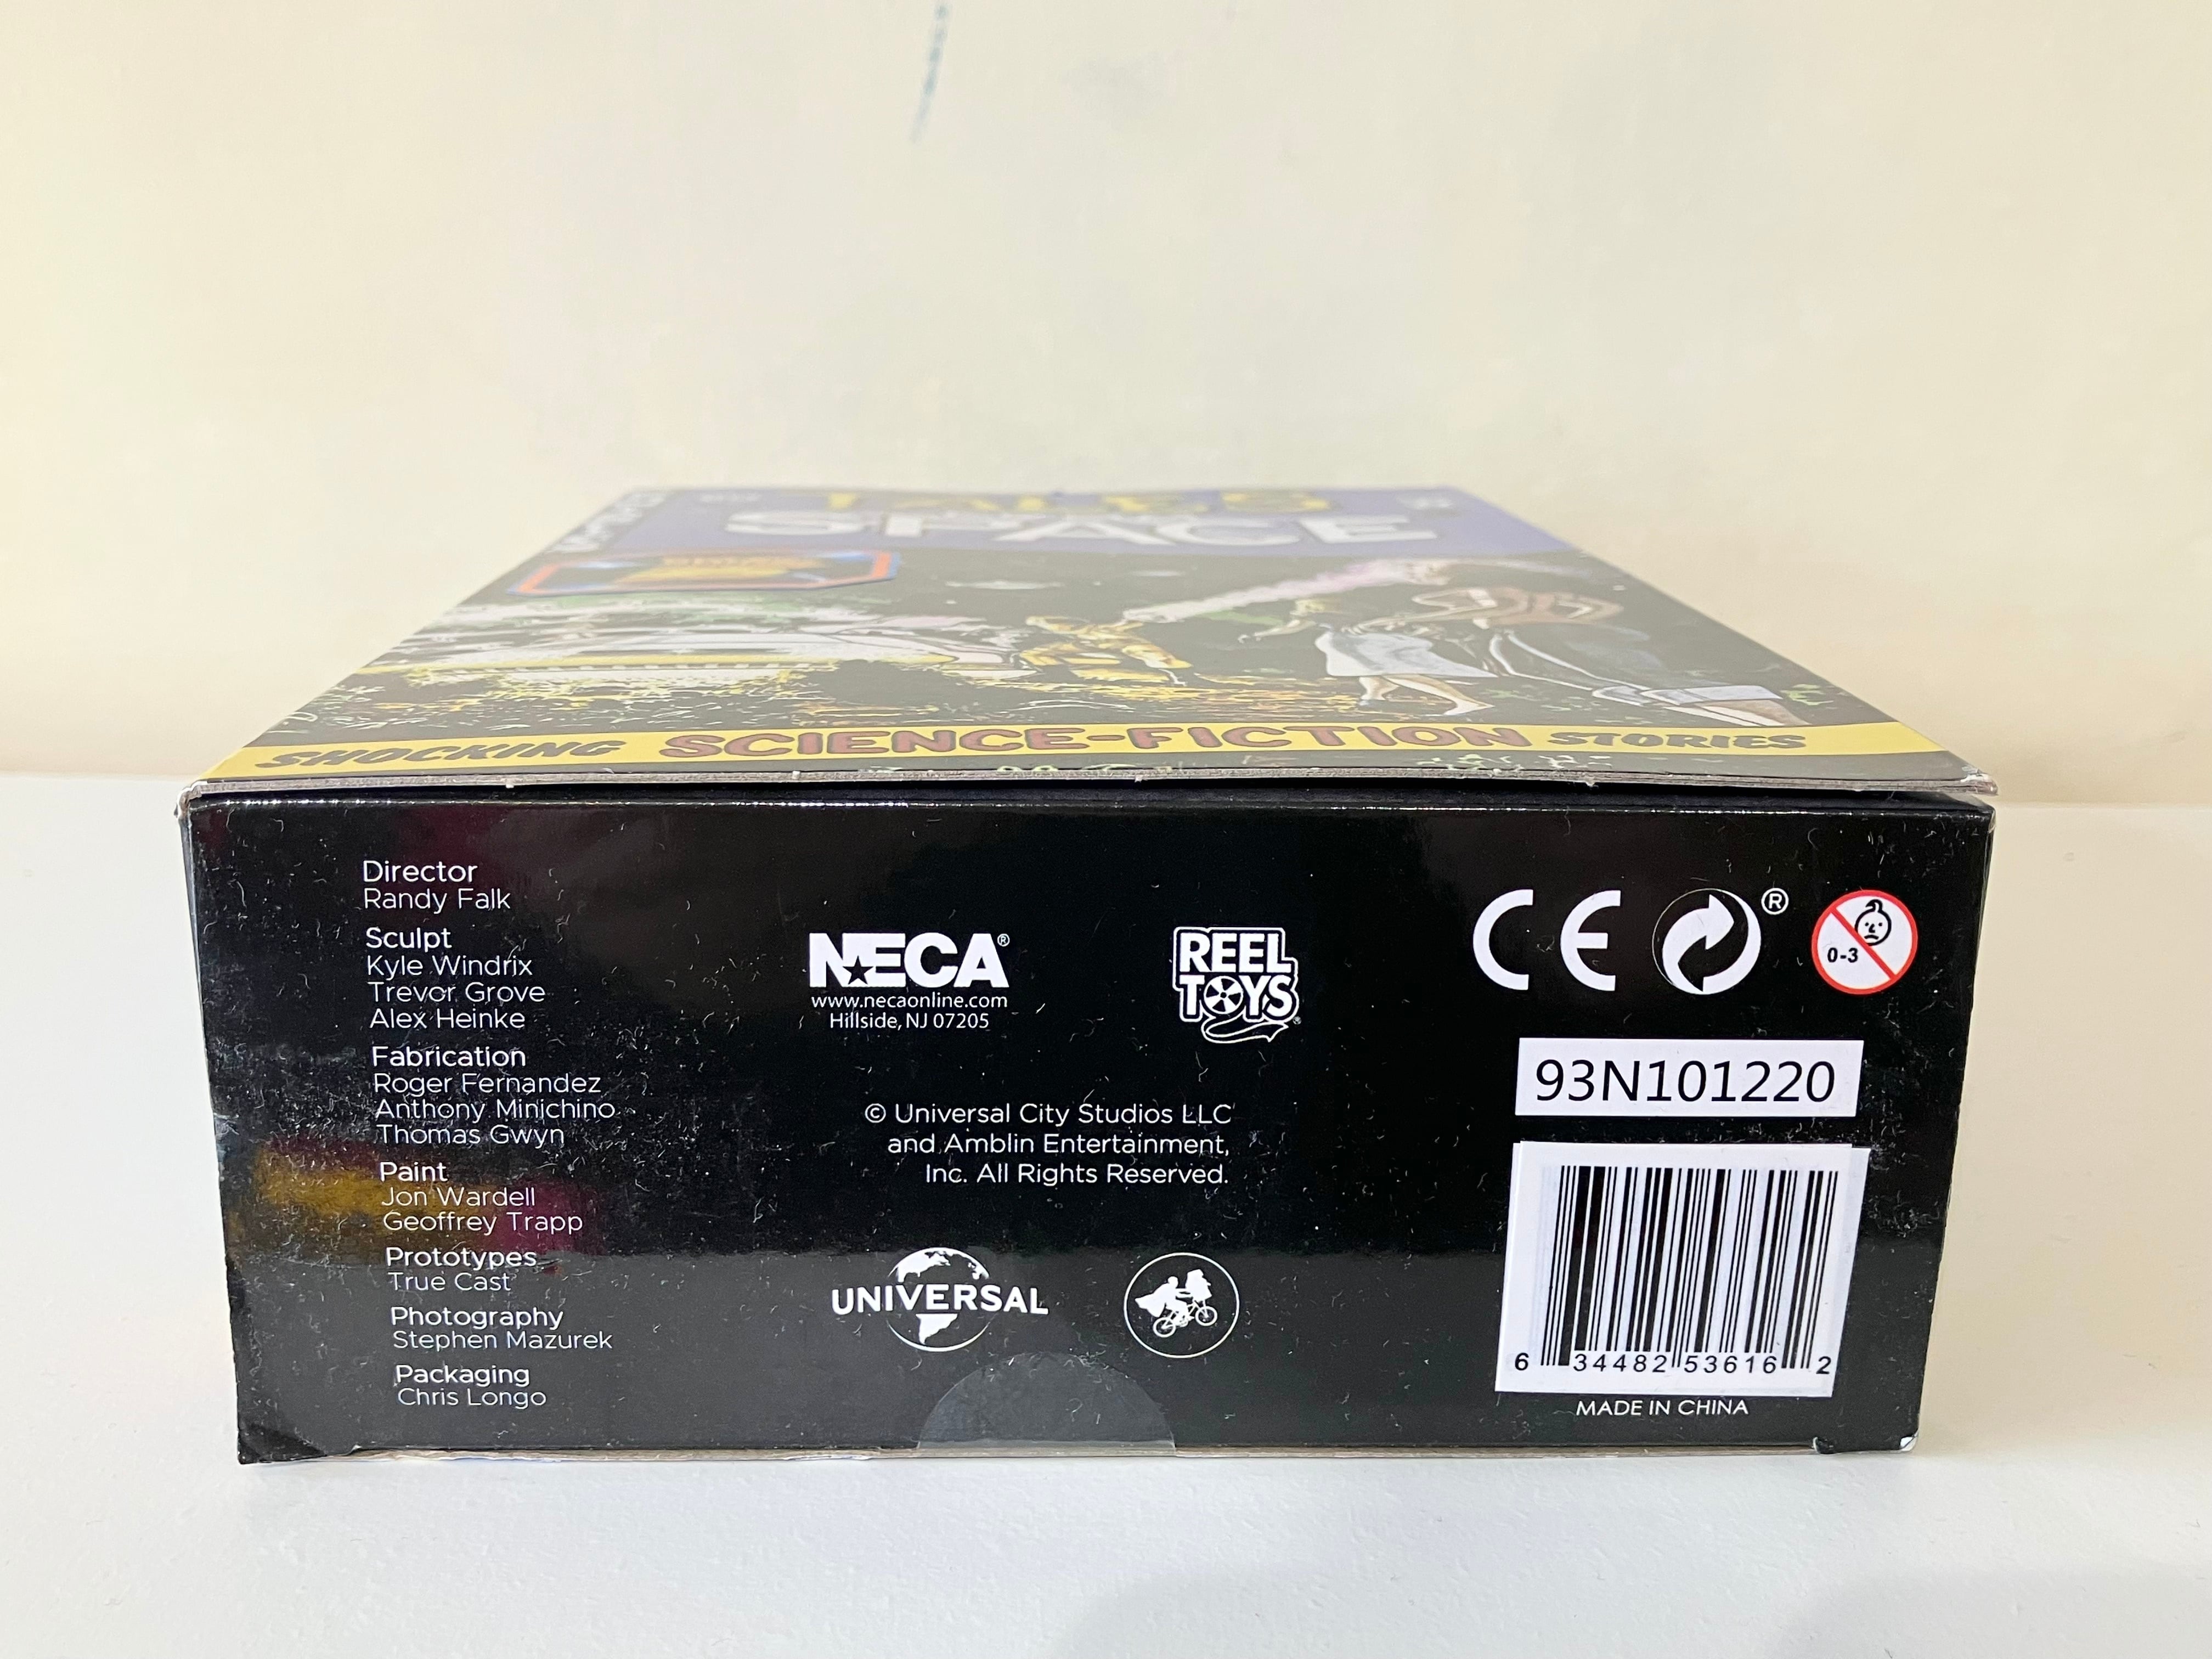 TALES
SPACE
SHOCKING SCIENCE-FICTION STORIES
Director
Randy Falk
Sculpt
Kyle Windrix
Trevor Grove
Alex Heinke
Fabrication
Roger Fernandez
Anthony Minichino
Thomas Gwyn
Paint
Jon Wardell
Geoffrey Trapp
Prototypes
True Cast
Photography
Stephen Mazurek
Packaging
Chris Longo
NECA®
www.necaonline.com
Hillside, NJ 07205
REEL
TOYS®
© Universal City Studios LLC
and Amblin Entertainment,
Inc. All Rights Reserved.
UNIVERSAL
CE ®
0-3
93N101220
6 34482 53616 2
MADE IN CHINA